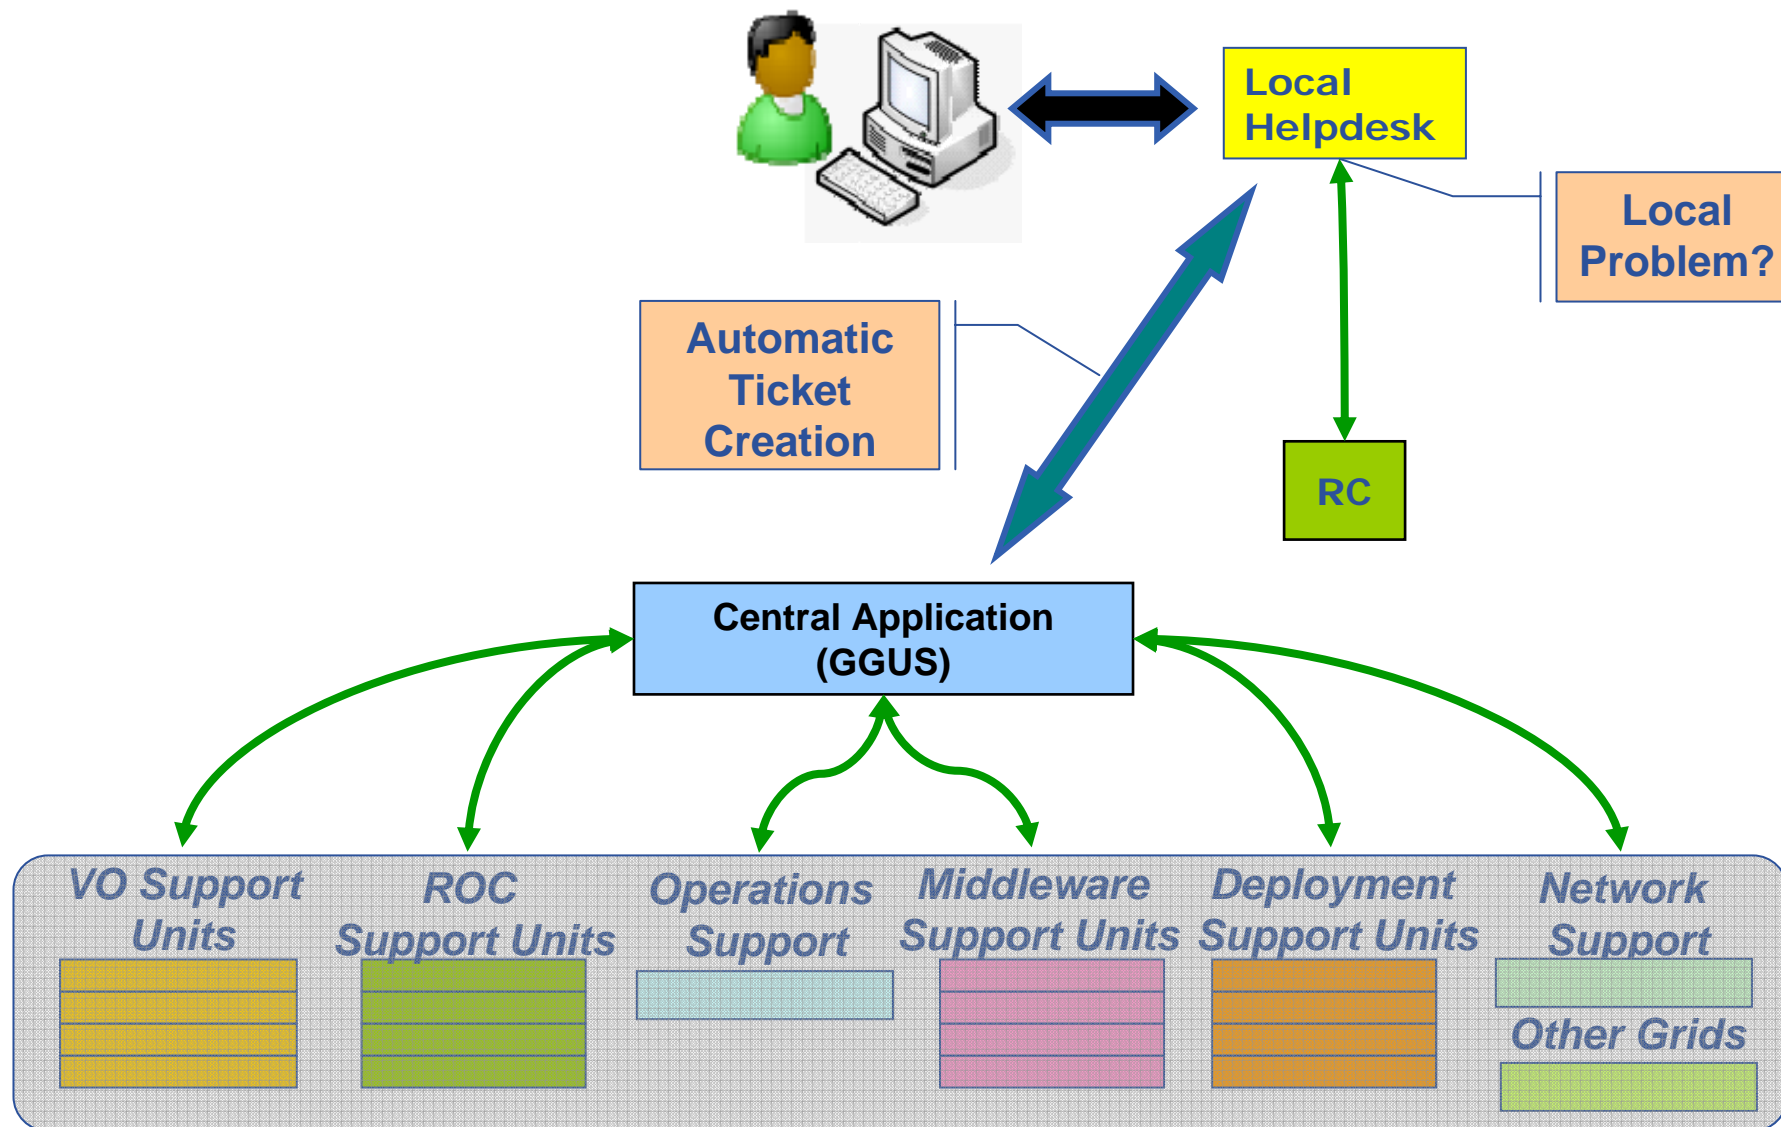 Local
Helpdesk
Local
Problem?
Automatic
Ticket
Creation
RC
Central Application
(GGUS)
VO Support
Units
ROC
Support Units
Operations
Support
Middleware
Support Units
Deployment
Support Units
Network
Support
Other Grids